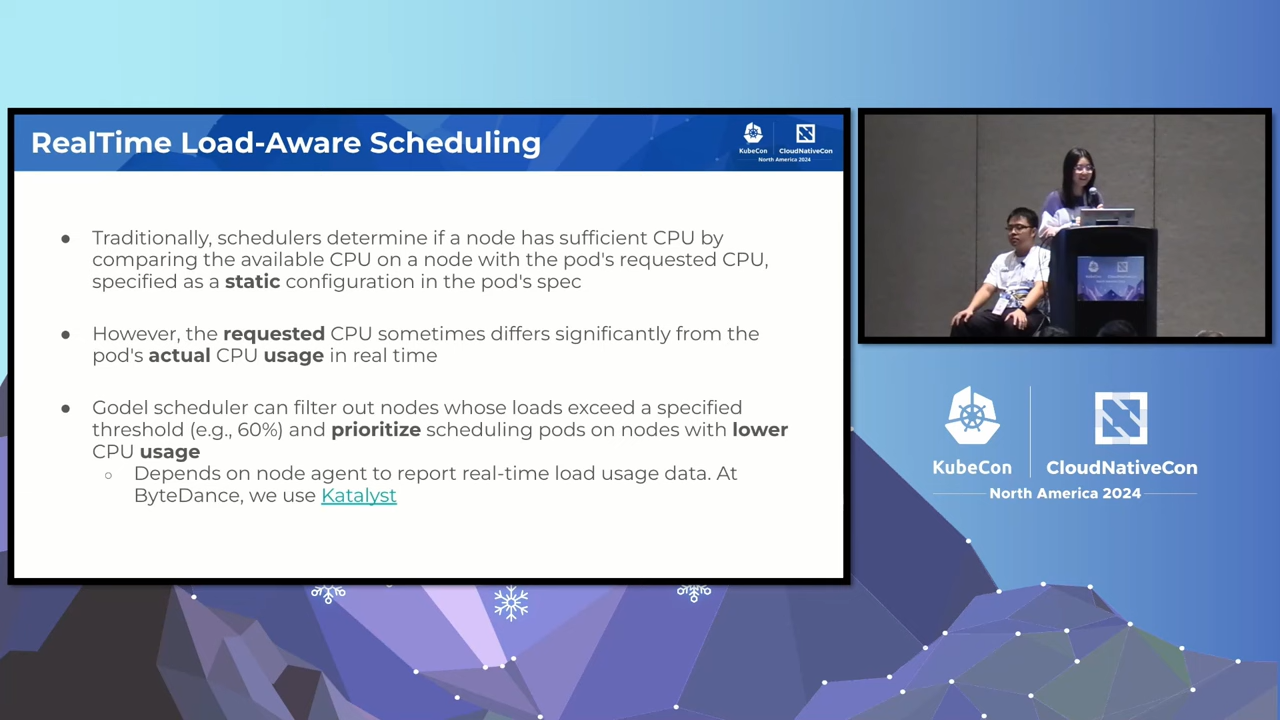 RealTime Load-Aware Scheduling
KubeCon
CloudNativeCon
North America 2024
● Traditionally, schedulers determine if a node has sufficient CPU by
comparing the available CPU on a node with the pod's requested CPU,
specified as a static configuration in the pod's spec
● However, the requested CPU sometimes differs significantly from the
pod's actual CPU usage in real time
● Godel scheduler can filter out nodes whose loads exceed a specified
threshold (e.g., 60%) and prioritize scheduling pods on nodes with lower
CPU usage
○ Depends on node agent to report real-time load usage data. At
ByteDance, we use Katalyst
KubeCon
CloudNativeCon
North America 2024